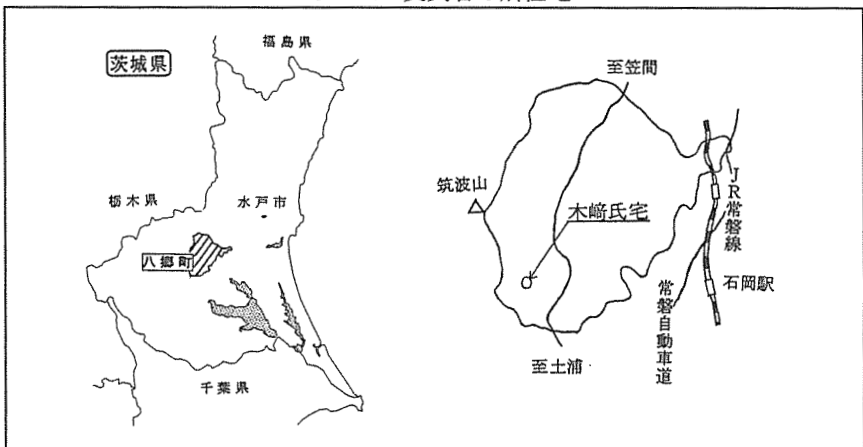 福島県
茨城県
栃木県
水戸市
八郷町
千葉県
至笠間
筑波山
木﨑氏宅
JR常磐線
石岡駅
常磐自動車道
至土浦